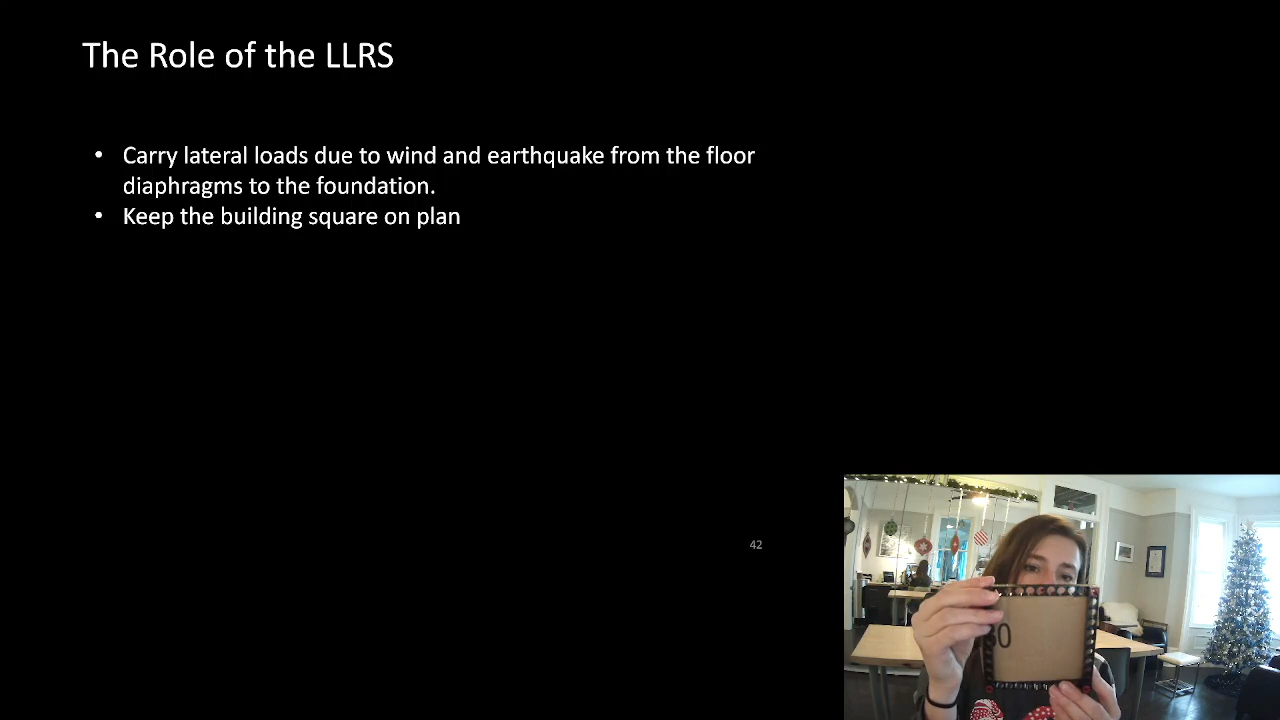 The Role of the LLRS
• Carry lateral loads due to wind and earthquake from the floor
diaphragms to the foundation.
• Keep the building square on plan
42